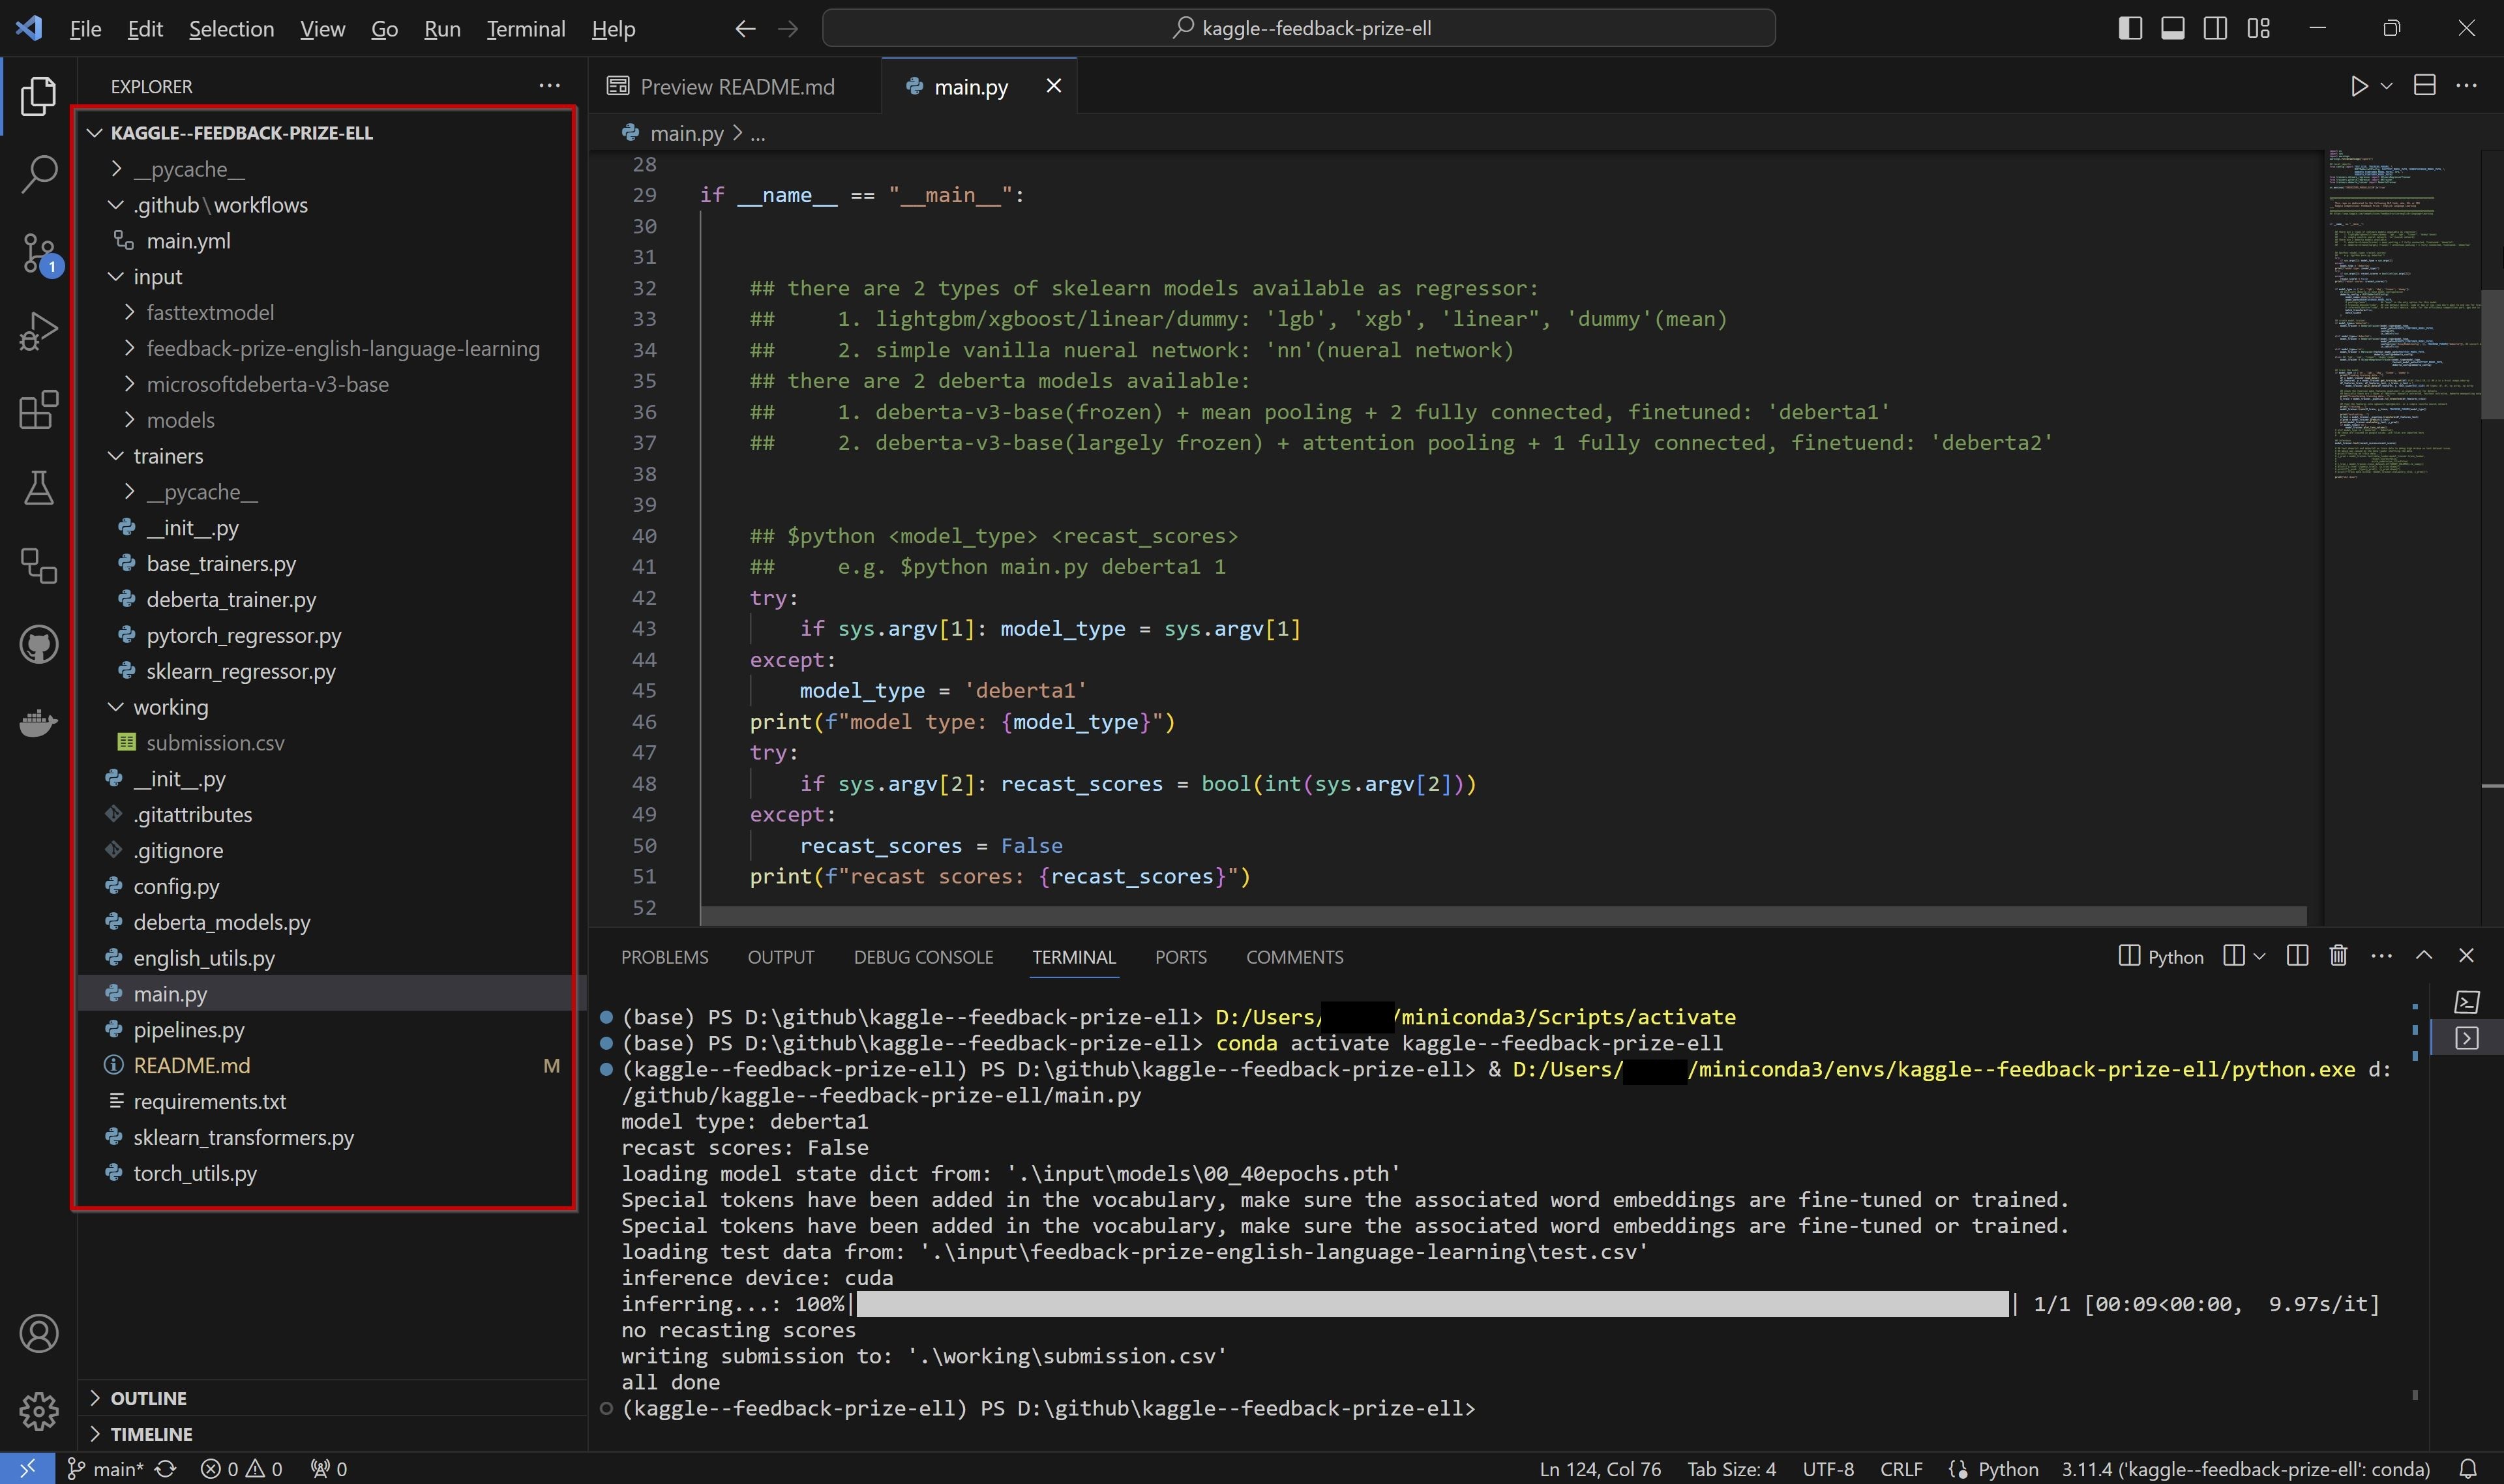 File Edit Selection View Go Run Terminal Help
kaggle--feedback-prize-ell
EXPLORER
KAGGLE--FEEDBACK-PRIZE-ELL
__pycache__
.github\workflows
main.yml
input
fasttextmodel
feedback-prize-english-language-learning
microsoftdeberta-v3-base
models
trainers
__pycache__
__init__.py
base_trainers.py
deberta_trainer.py
pytorch_regressor.py
sklearn_regressor.py
working
submission.csv
__init__.py
.gitattributes
.gitignore
config.py
deberta_models.py
english_utils.py
main.py
pipelines.py
README.md M
requirements.txt
sklearn_transformers.py
torch_utils.py
OUTLINE
TIMELINE
1
Preview README.md main.py
main.py > ...
28
29 if __name__ == "__main__":
30
31
32 ## there are 2 types of skelearn models available as regressor:
33 ##     1. lightgbm/xgboost/linear/dummy: 'lgb', 'xgb', 'linear", 'dummy'(mean)
34 ##     2. simple vanilla nueral network: 'nn'(nueral network)
35 ## there are 2 deberta models available:
36 ##     1. deberta-v3-base(frozen) + mean pooling + 2 fully connected, finetuned: 'deberta1'
37 ##     2. deberta-v3-base(largely frozen) + attention pooling + 1 fully connected, finetuend: 'deberta2'
38
39
40 ## $python <model_type> <recast_scores>
41 ##     e.g. $python main.py deberta1 1
42 try:
43 if sys.argv[1]: model_type = sys.argv[1]
44 except:
45 model_type = 'deberta1'
46 print(f"model type: {model_type}")
47 try:
48 if sys.argv[2]: recast_scores = bool(int(sys.argv[2]))
49 except:
50 recast_scores = False
51 print(f"recast scores: {recast_scores}")
52
PROBLEMS OUTPUT DEBUG CONSOLE TERMINAL PORTS COMMENTS
Python
(base) PS D:\github\kaggle--feedback-prize-ell> D:/Users/ /miniconda3/Scripts/activate
(base) PS D:\github\kaggle--feedback-prize-ell> conda activate kaggle--feedback-prize-ell
(kaggle--feedback-prize-ell) PS D:\github\kaggle--feedback-prize-ell> & D:/Users/ /miniconda3/envs/kaggle--feedback-prize-ell/python.exe d:
/github/kaggle--feedback-prize-ell/main.py
model type: deberta1
recast scores: False
loading model state dict from: '.\input\models\00_40epochs.pth'
Special tokens have been added in the vocabulary, make sure the associated word embeddings are fine-tuned or trained.
Special tokens have been added in the vocabulary, make sure the associated word embeddings are fine-tuned or trained.
loading test data from: '.\input\feedback-prize-english-language-learning\test.csv'
inference device: cuda
inferring...: 100%| | 1/1 [00:09<00:00,  9.97s/it]
no recasting scores
writing submission to: '.\working\submission.csv'
all done
(kaggle--feedback-prize-ell) PS D:\github\kaggle--feedback-prize-ell>
main* 0 0 0 Ln 124, Col 76 Tab Size: 4 UTF-8 CRLF Python 3.11.4 ('kaggle--feedback-prize-ell': conda)